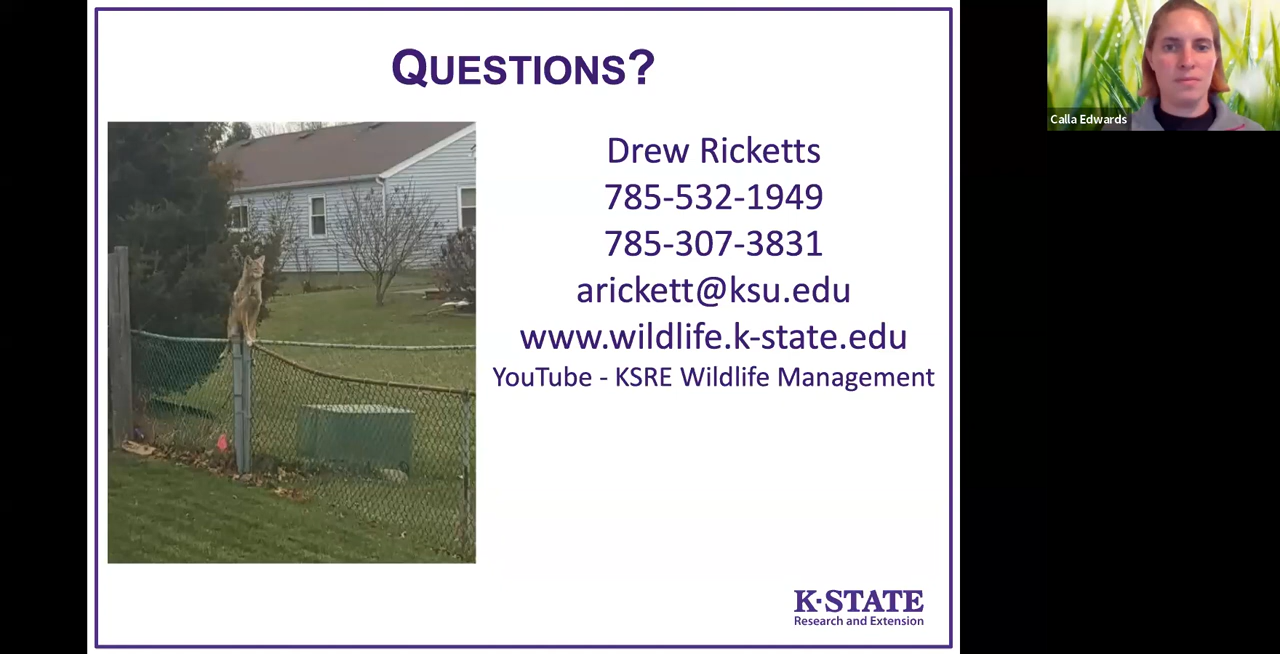 QUESTIONS?
Drew Ricketts
785-532-1949
785-307-3831
arickett@ksu.edu
www.wildlife.k-state.edu
YouTube - KSRE Wildlife Management
K·STATE
Research and Extension
Calla Edwards